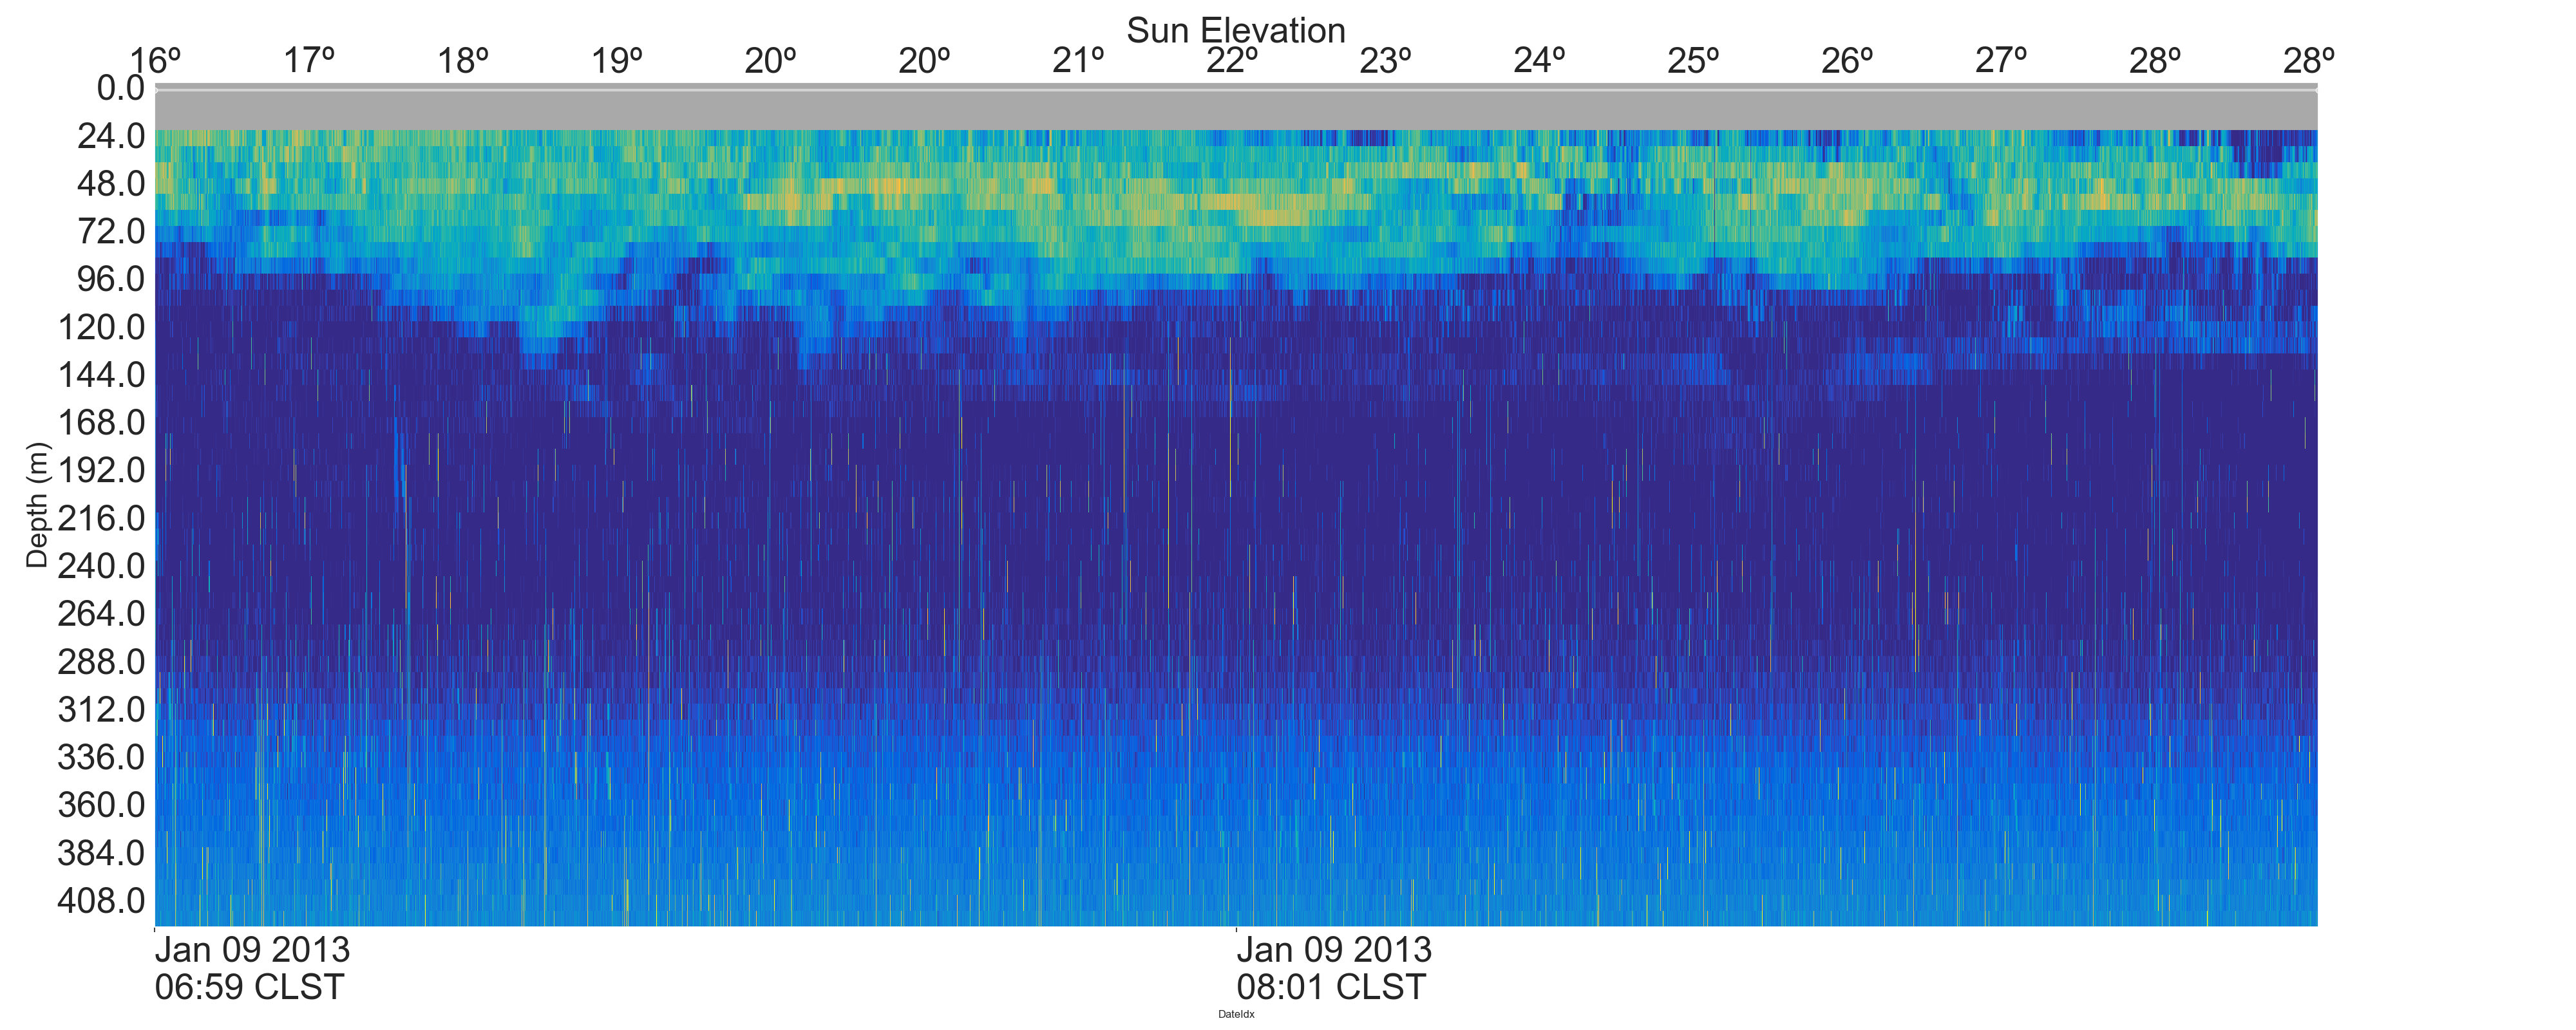 Sun Elevation
16º 17º 18º 19º 20º 20º 21º 22º 23º 24º 25º 26º 27º 28º 28º
0.0
24.0
48.0
72.0
96.0
120.0
144.0
168.0
192.0
216.0
240.0
264.0
288.0
312.0
336.0
360.0
384.0
408.0
Depth (m)
Jan 09 2013
06:59 CLST
Jan 09 2013
08:01 CLST
DateIdx